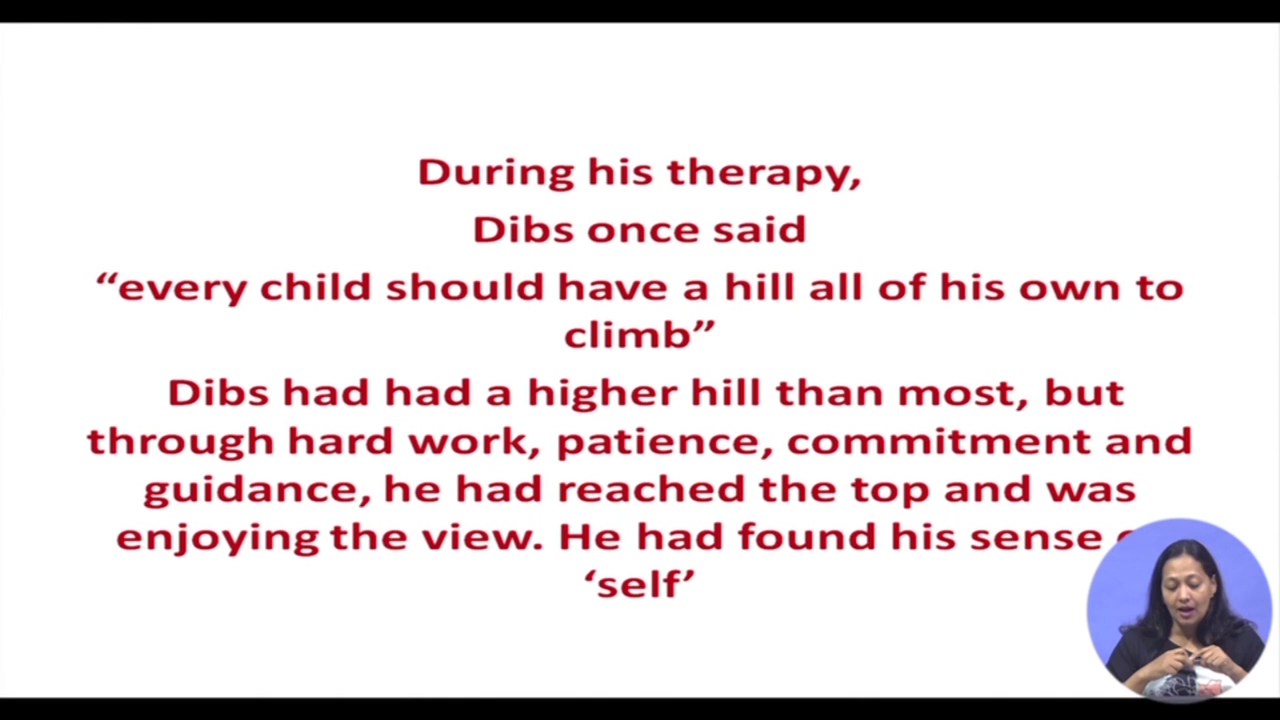 During his therapy,
Dibs once said
“every child should have a hill all of his own to
climb”
Dibs had had a higher hill than most, but
through hard work, patience, commitment and
guidance, he had reached the top and was
enjoying the view. He had found his sense
‘self’